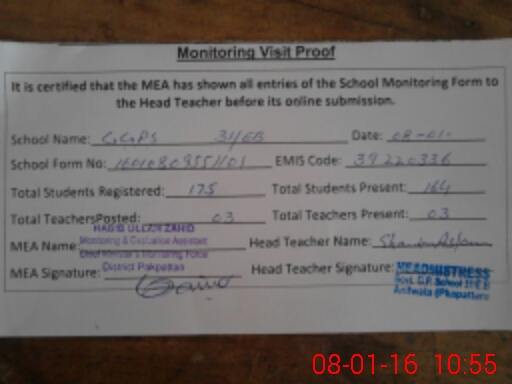 Monitoring Visit Proof
It is certified that the MEA has shown all entries of the School Monitoring Form to
the Head Teacher before its online submission.
School Name: GGPS 31/EB Date: 08-01-
School Form No: EMIS Code: 39220336
Total Students Registered: 175 Total Students Present: 164
Total TeachersPosted: 03 Total Teachers Present: 03
HABIB ULLAH ZAHID
MEA Name: Monitoring & Evaluation Assistant Head Teacher Name:
Chief Minister's Monitoring Force
MEA Signature: District Pakpattan Head Teacher Signature: HEADMISTRESS
Govt. G.P. School 31 E.B
Arifwala (Pakpattan)
08-01-16 10:55